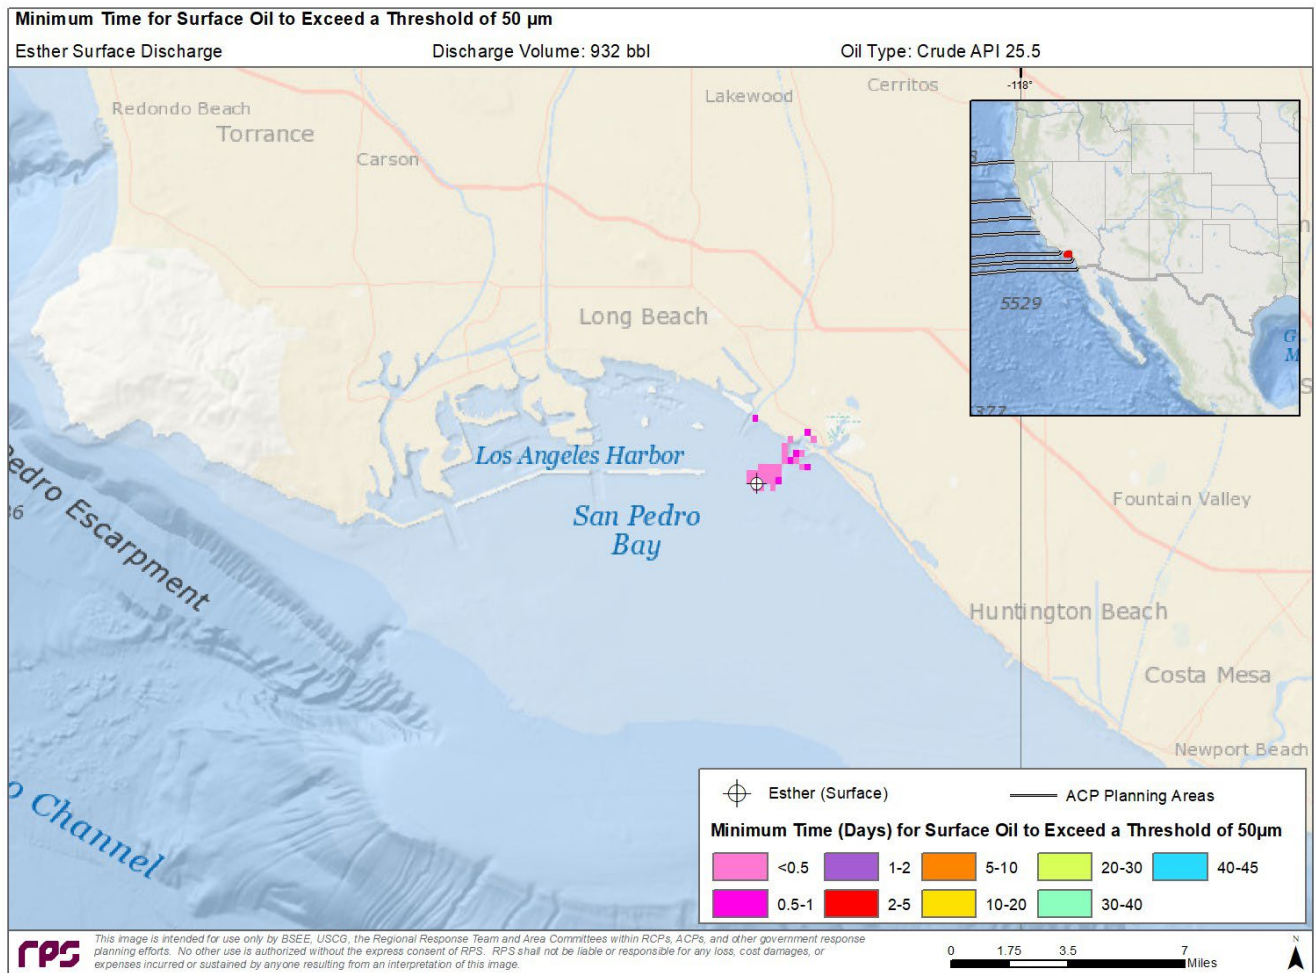 Minimum Time for Surface Oil to Exceed a Threshold of 50 µm
Esther Surface Discharge
Discharge Volume: 932 bbl
Oil Type: Crude API 25.5
-118°
Redondo Beach
Torrance
Carson
Lakewood
Cerritos
Long Beach
Los Angeles Harbor
San Pedro
Bay
Fountain Valley
Huntington Beach
Costa Mesa
Newport Beach
edro Escarpment
o Channel
5529
377
G
M
Esther (Surface)
ACP Planning Areas
Minimum Time (Days) for Surface Oil to Exceed a Threshold of 50µm
<0.5
1-2
5-10
20-30
40-45
0.5-1
2-5
10-20
30-40
rps
This image is intended for use only by BSEE, USCG, the Regional Response Team and Area Committees within RCPs, ACPs, and other government response
planning efforts. No other use is authorized without the express consent of RPS. RPS shall not be liable or responsible for any loss, cost damages, or
expenses incurred or sustained by anyone resulting from an interpretation of this image.
0 1.75 3.5 7
Miles
N